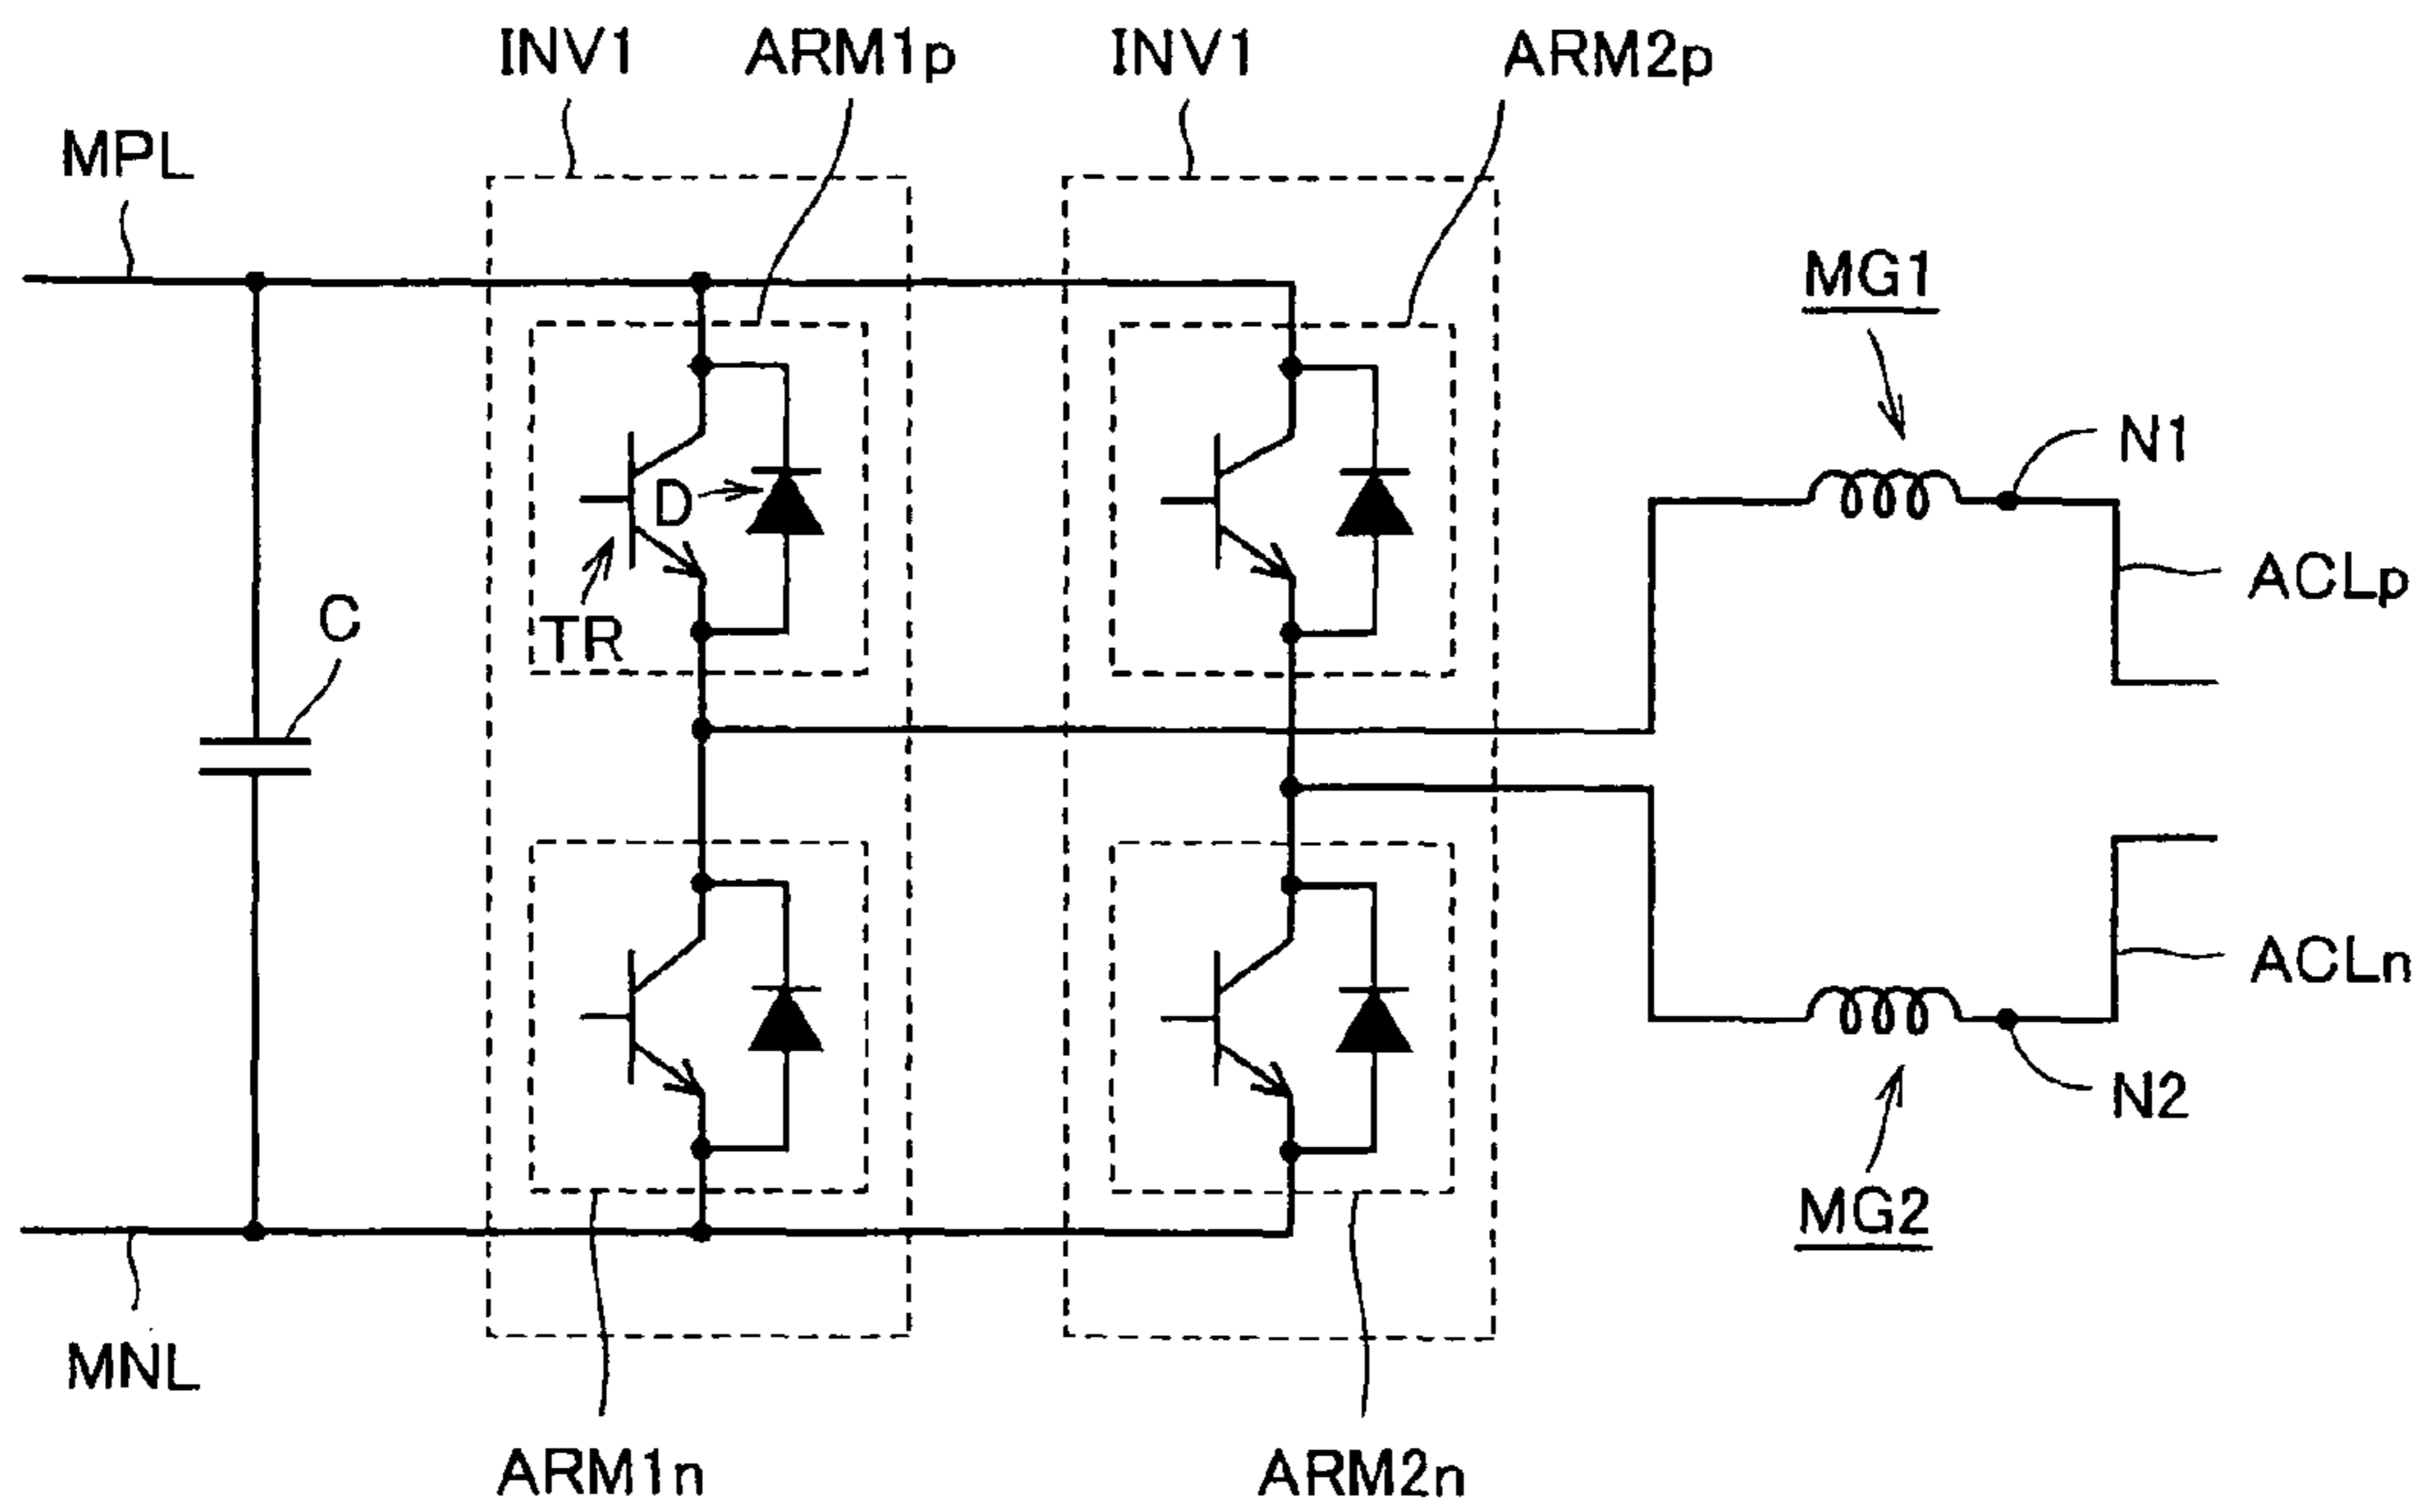 INV1
ARM1p
INV1
ARM2p
MPL
MG1
N1
D
ACLp
C
TR
ACLn
N2
MG2
MNL
ARM1n
ARM2n